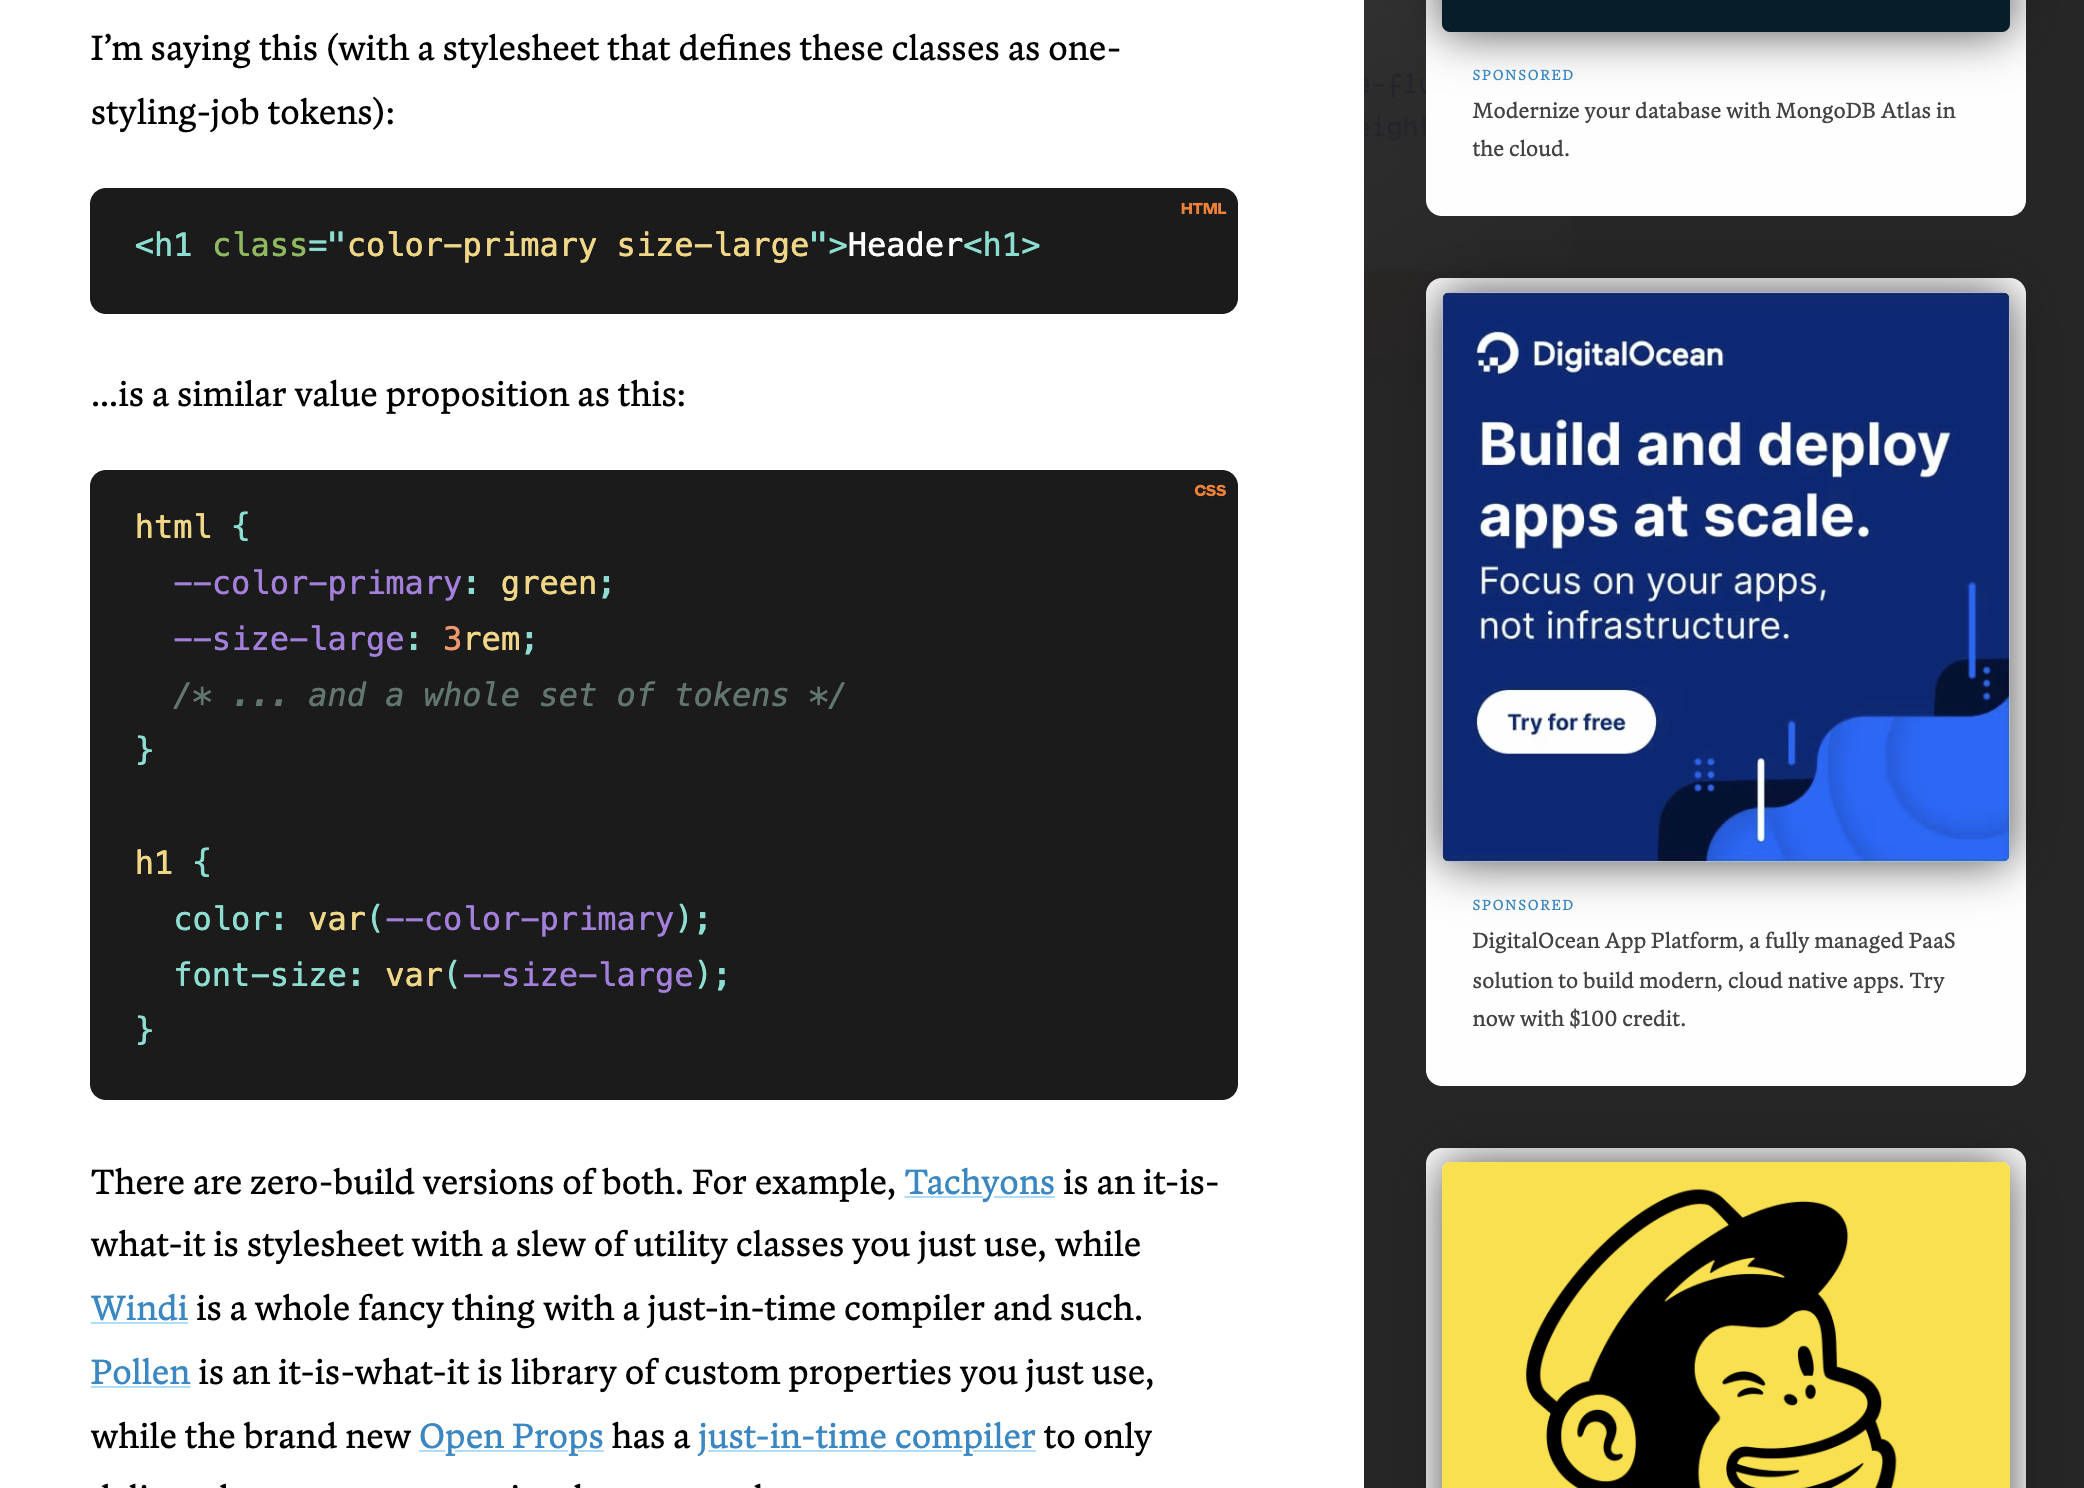 I’m saying this (with a stylesheet that defines these classes as one-
styling-job tokens):
HTML
<h1 class="color-primary size-large">Header<h1>
…is a similar value proposition as this:
CSS
html {
  --color-primary: green;
  --size-large: 3rem;
  /* ... and a whole set of tokens */
}
h1 {
  color: var(--color-primary);
  font-size: var(--size-large);
}
There are zero-build versions of both. For example, Tachyons is an it-is-
what-it is stylesheet with a slew of utility classes you just use, while
Windi is a whole fancy thing with a just-in-time compiler and such.
Pollen is an it-is-what-it is library of custom properties you just use,
while the brand new Open Props has a just-in-time compiler to only
SPONSORED
Modernize your database with MongoDB Atlas in
the cloud.
DigitalOcean
Build and deploy
apps at scale.
Focus on your apps,
not infrastructure.
Try for free
SPONSORED
DigitalOcean App Platform, a fully managed PaaS
solution to build modern, cloud native apps. Try
now with $100 credit.